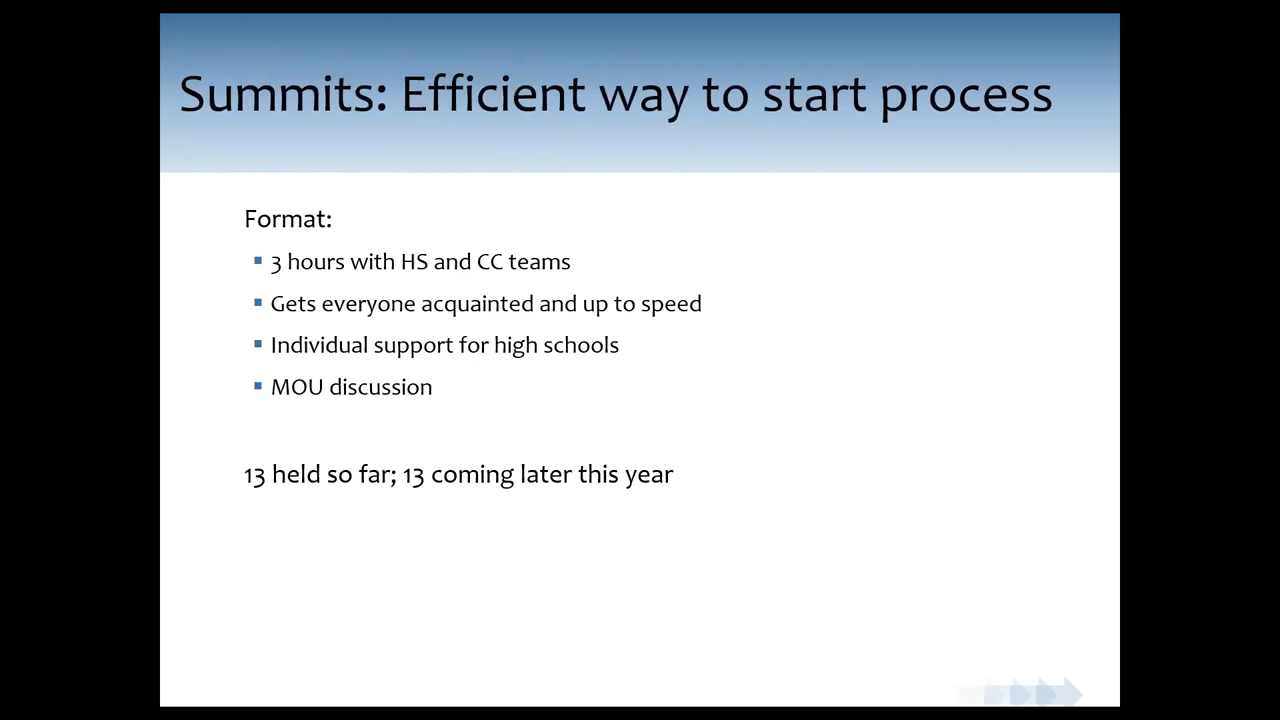 Summits: Efficient way to start process
Format:
▪ 3 hours with HS and CC teams
▪ Gets everyone acquainted and up to speed
▪ Individual support for high schools
▪ MOU discussion
13 held so far; 13 coming later this year